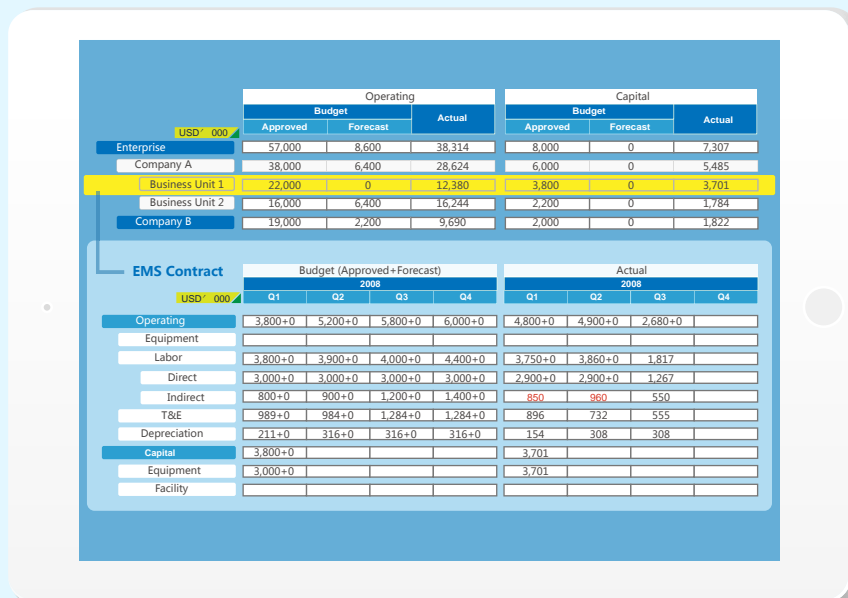 Operating Capital
Budget Actual Budget Actual
USD' 000 Approved Forecast Approved Forecast
Enterprise 57,000 8,600 38,314 8,000 0 7,307
Company A 38,000 6,400 28,624 6,000 0 5,485
Business Unit 1 22,000 0 12,380 3,800 0 3,701
Business Unit 2 16,000 6,400 16,244 2,200 0 1,784
Company B 19,000 2,200 9,690 2,000 0 1,822
EMS Contract Budget (Approved+Forecast) Actual
2008 2008
USD' 000 Q1 Q2 Q3 Q4 Q1 Q2 Q3 Q4
Operating 3,800+0 5,200+0 5,800+0 6,000+0 4,800+0 4,900+0 2,680+0
Equipment
Labor 3,800+0 3,900+0 4,000+0 4,400+0 3,750+0 3,860+0 1,817
Direct 3,000+0 3,000+0 3,000+0 3,000+0 2,900+0 2,900+0 1,267
Indirect 800+0 900+0 1,200+0 1,400+0 850 960 550
T&E 989+0 984+0 1,284+0 1,284+0 896 732 555
Depreciation 211+0 316+0 316+0 316+0 154 308 308
Capital 3,800+0 3,701
Equipment 3,000+0 3,701
Facility